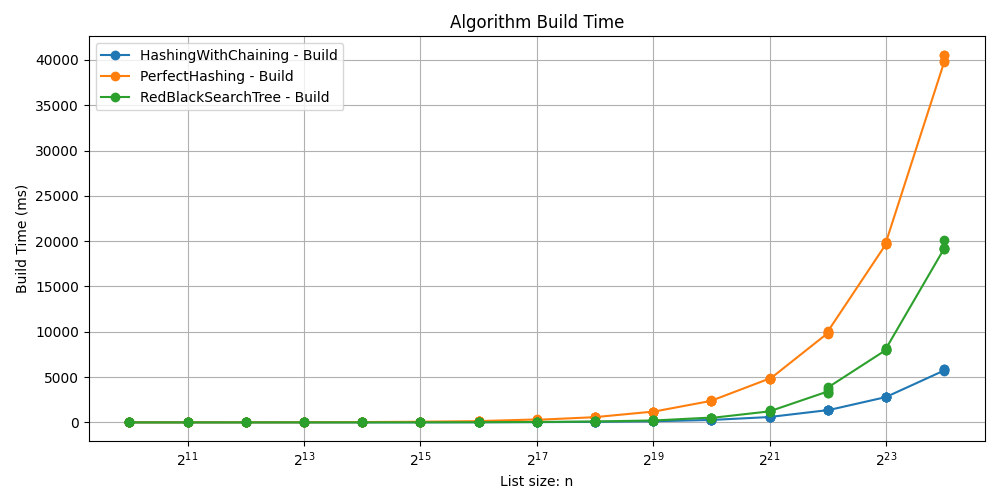 Algorithm Build Time
HashingWithChaining - Build
PerfectHashing - Build
RedBlackSearchTree - Build
Build Time (ms)
40000
35000
30000
25000
20000
15000
10000
5000
0
2^11 2^13 2^15 2^17 2^19 2^21 2^23
List size: n